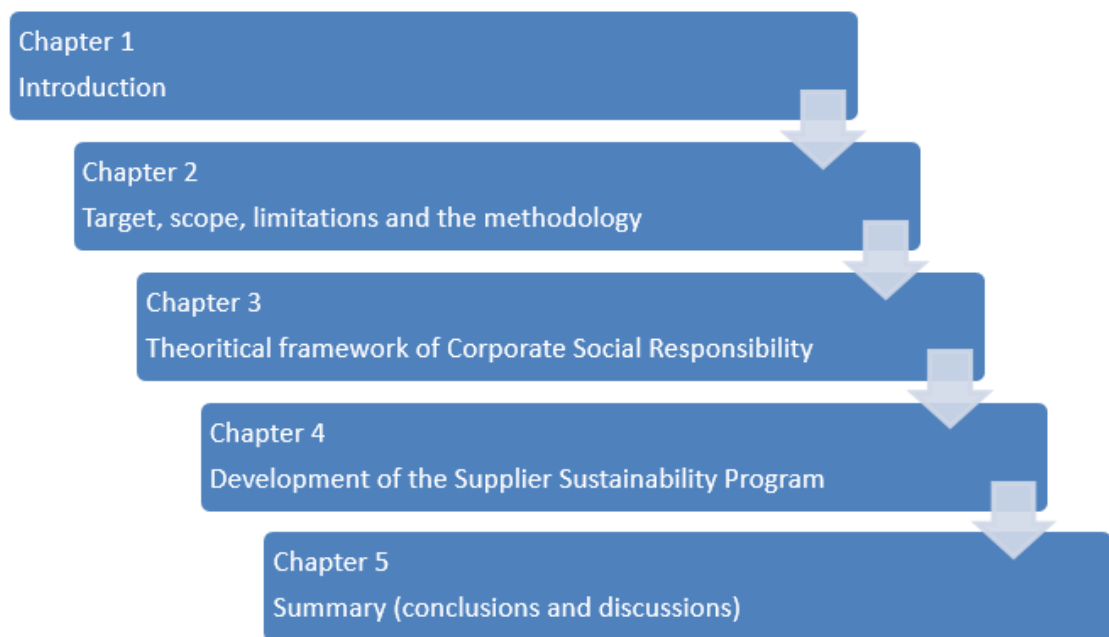 Chapter 1
Introduction
Chapter 2
Target, scope, limitations and the methodology
Chapter 3
Theoritical framework of Corporate Social Responsibility
Chapter 4
Development of the Supplier Sustainability Program
Chapter 5
Summary (conclusions and discussions)